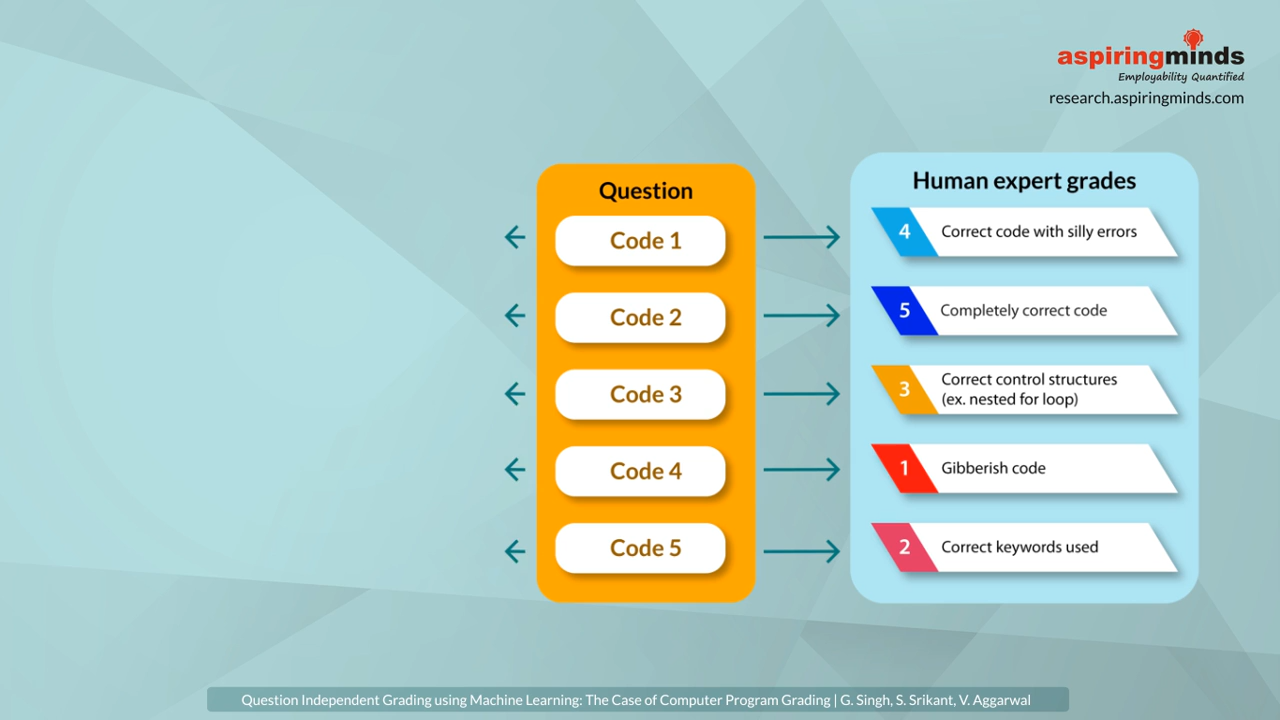 aspiringminds
Employability Quantified
research.aspiringminds.com
Question
Code 1
Code 2
Code 3
Code 4
Code 5
Human expert grades
4 Correct code with silly errors
5 Completely correct code
3 Correct control structures
(ex. nested for loop)
1 Gibberish code
2 Correct keywords used
Question Independent Grading using Machine Learning: The Case of Computer Program Grading | G. Singh, S. Srikant, V. Aggarwal